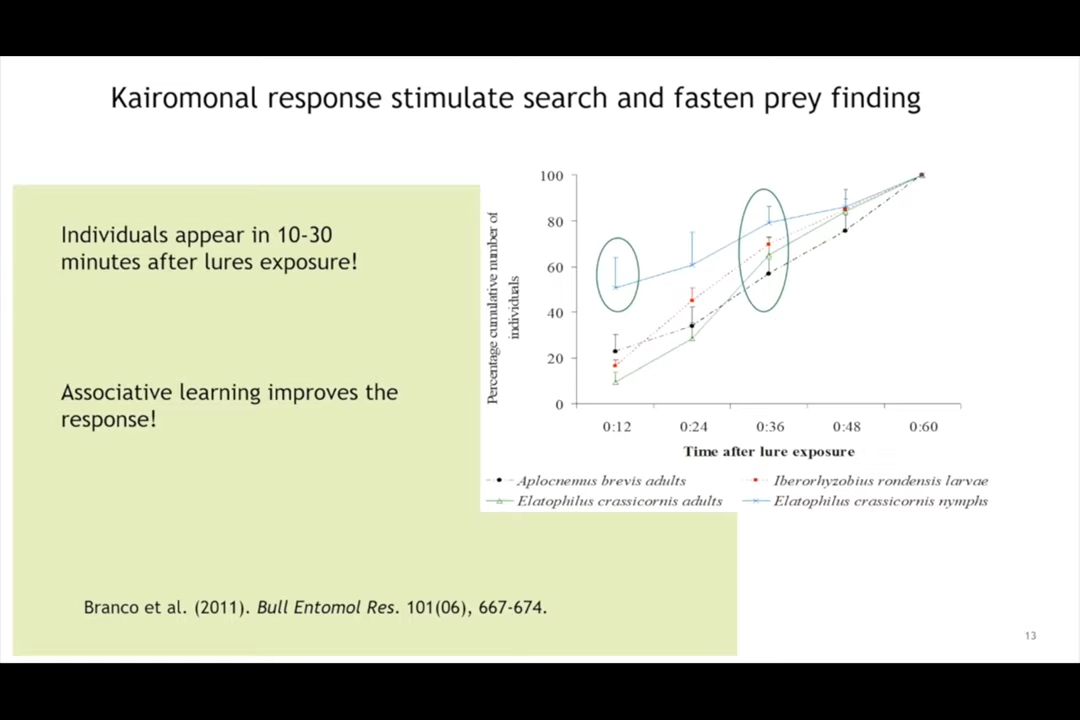 Kairomonal response stimulate search and fasten prey finding
Individuals appear in 10-30
minutes after lures exposure!
Associative learning improves the
response!
Percentage cumulative number of
individuals
100
80
60
40
20
0
0:12 0:24 0:36 0:48 0:60
Time after lure exposure
Aplocnemus brevis adults Iberorhyzobius rondensis larvae
Elatophilus crassicornis adults Elatophilus crassicornis nymphs
Branco et al. (2011). Bull Entomol Res. 101(06), 667-674.
13